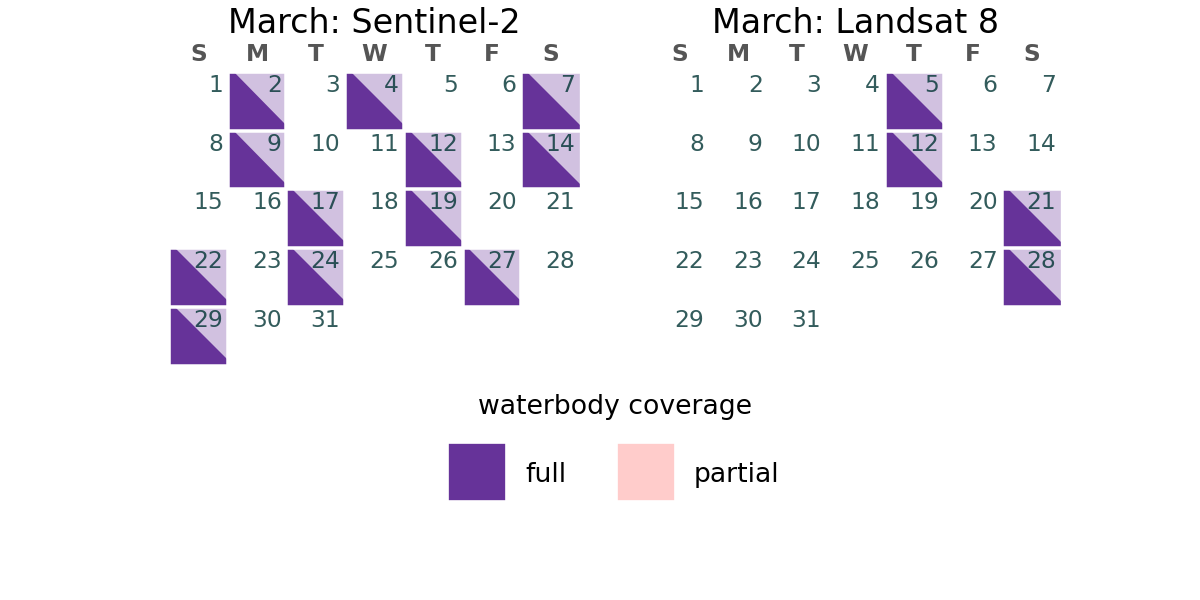 March: Sentinel-2
S M T W T F S
1 2 3 4 5 6 7
8 9 10 11 12 13 14
15 16 17 18 19 20 21
22 23 24 25 26 27 28
29 30 31
March: Landsat 8
S M T W T F S
1 2 3 4 5 6 7
8 9 10 11 12 13 14
15 16 17 18 19 20 21
22 23 24 25 26 27 28
29 30 31
waterbody coverage
full
partial